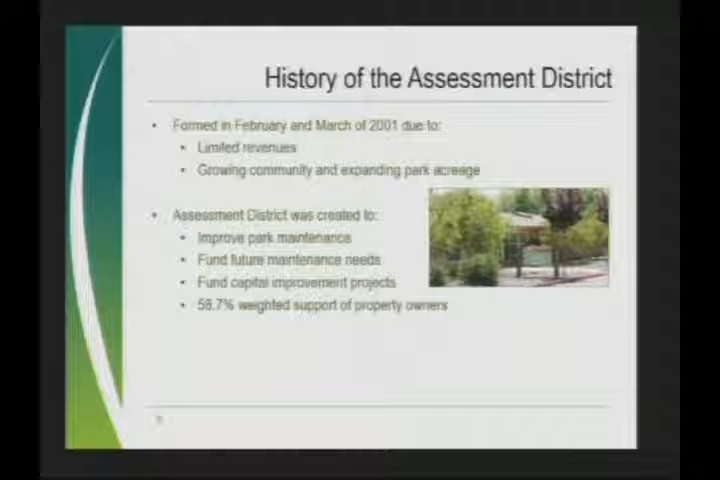 History of the Assessment District
• Formed in February and March of 2001 due to:
• Limited revenues
• Growing community and expanding park acreage
• Assessment District was created to:
• Improve park maintenance
• Fund future maintenance needs
• Fund capital improvement projects
• 58.7% weighted support of property owners